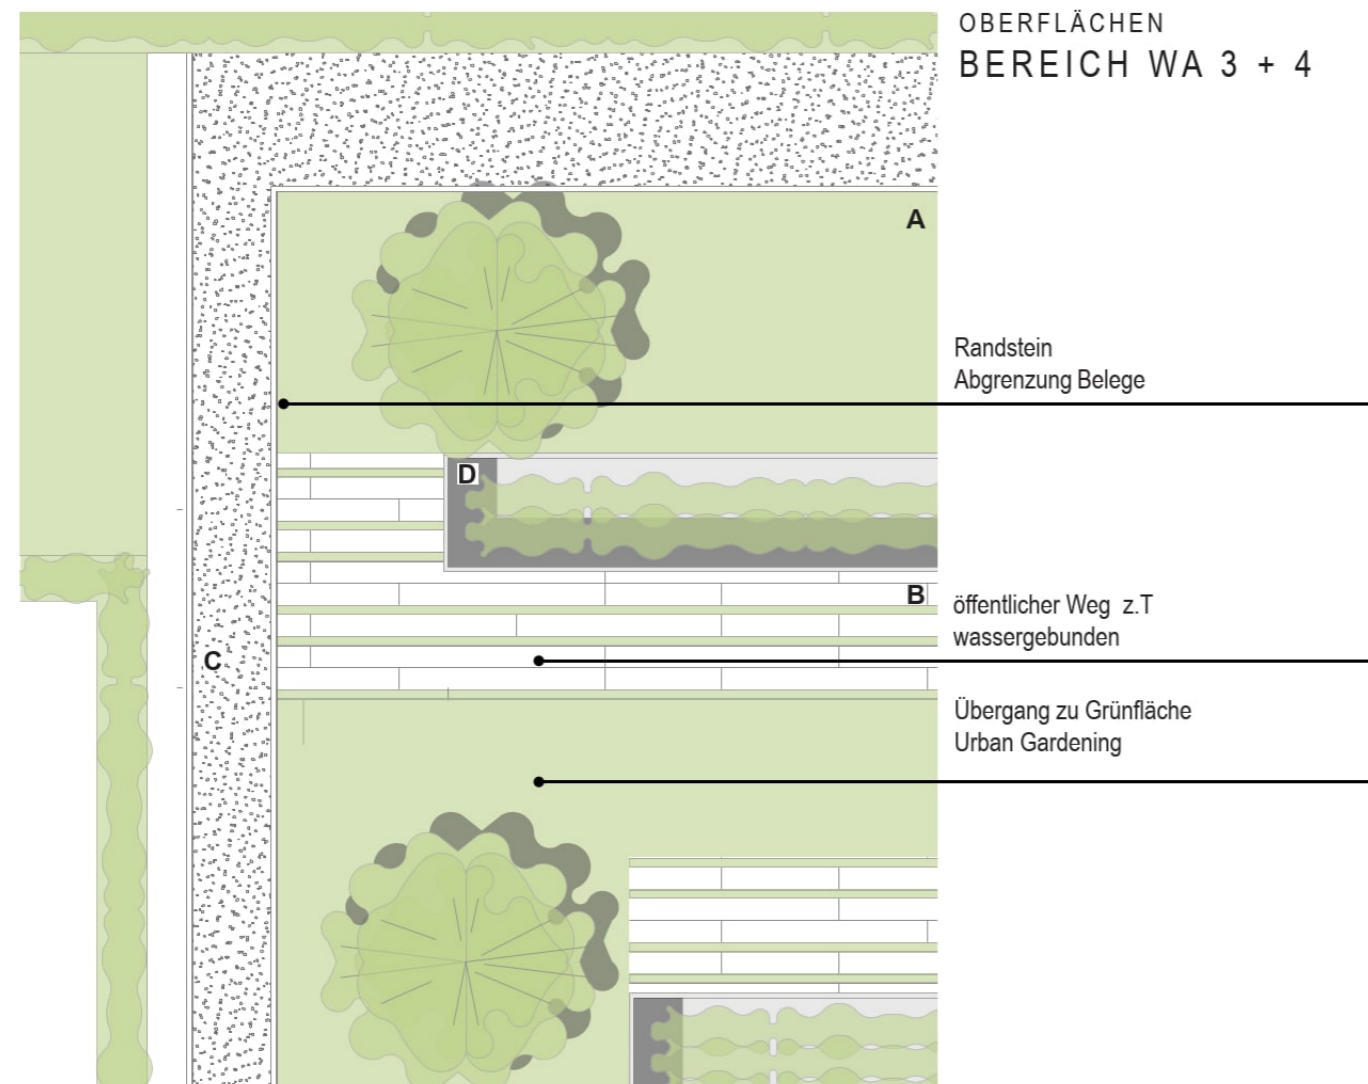 OBERFLÄCHEN
BEREICH WA 3 + 4
A
Randstein
Abgrenzung Belege
D
B
öffentlicher Weg z.T
wassergebunden
C
Übergang zu Grünfläche
Urban Gardening